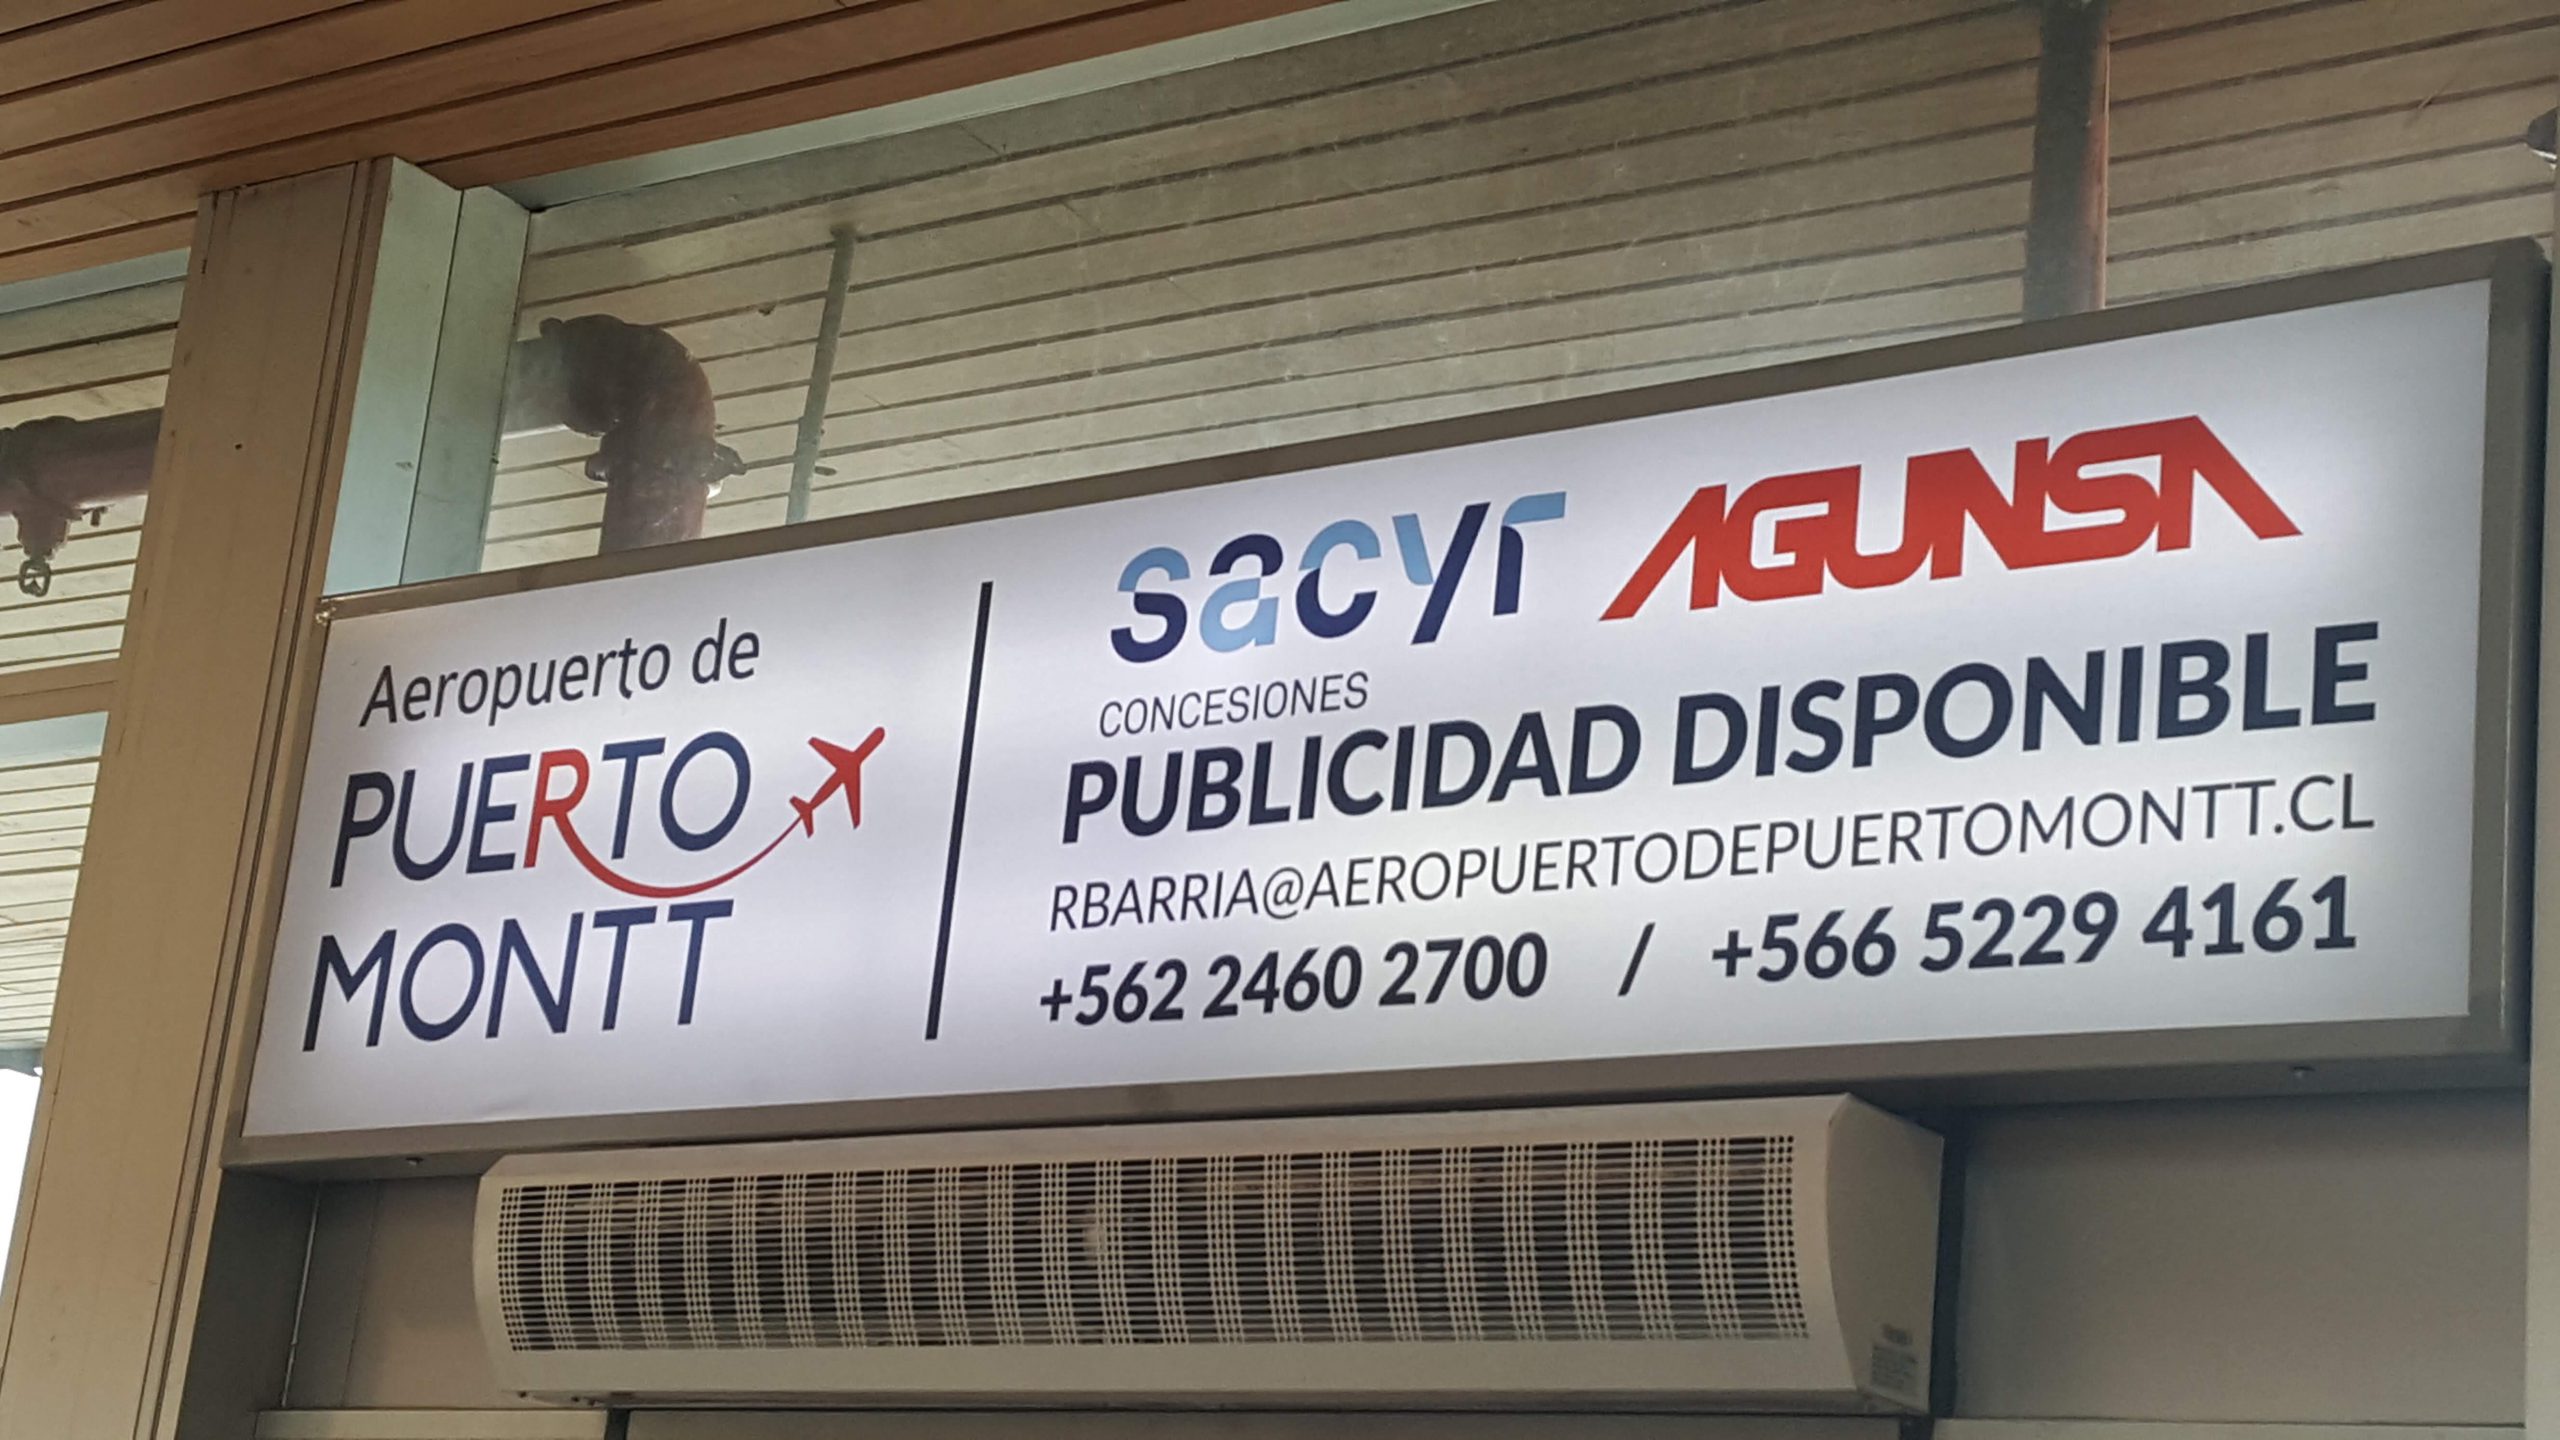 Aeropuerto de
PUERTO
MONTT
sacyr
CONCESIONES
AGUNSA
PUBLICIDAD DISPONIBLE
RBARRIA@AEROPUERTODEPUERTOMONTT.CL
+562 2460 2700 / +566 5229 4161